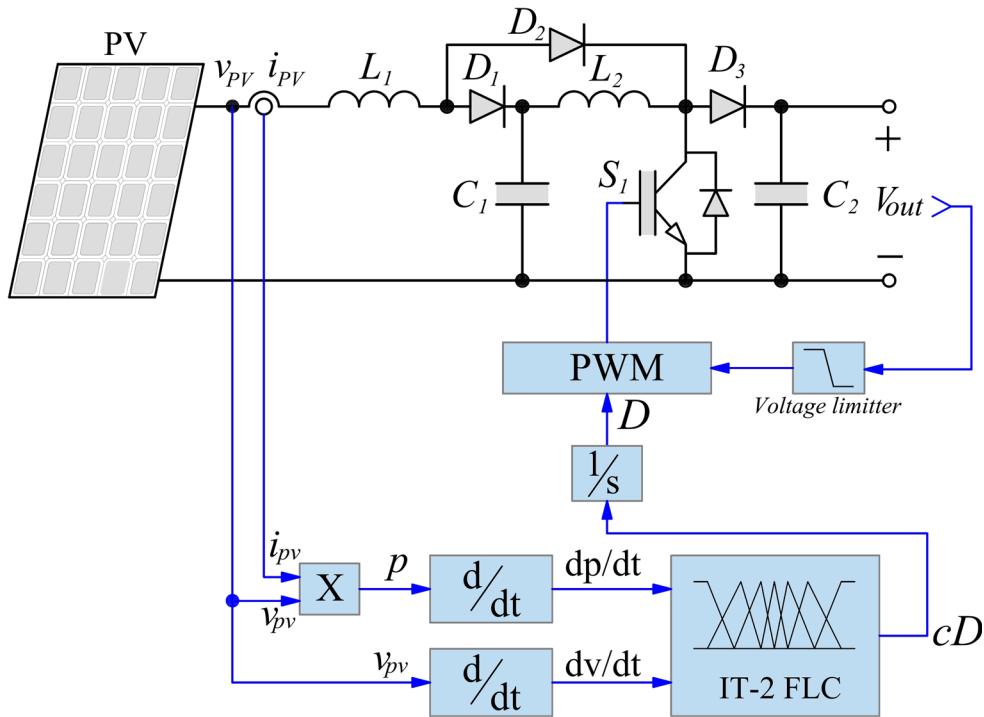 PV
v_PV i_PV
L_1
D_1
D_2
L_2
D_3
C_1
S_1
C_2
V_out
+
−
PWM
Voltage limitter
D
1/s
i_pv
v_pv
X
p
d/dt
dp/dt
v_pv
d/dt
dv/dt
IT-2 FLC
cD